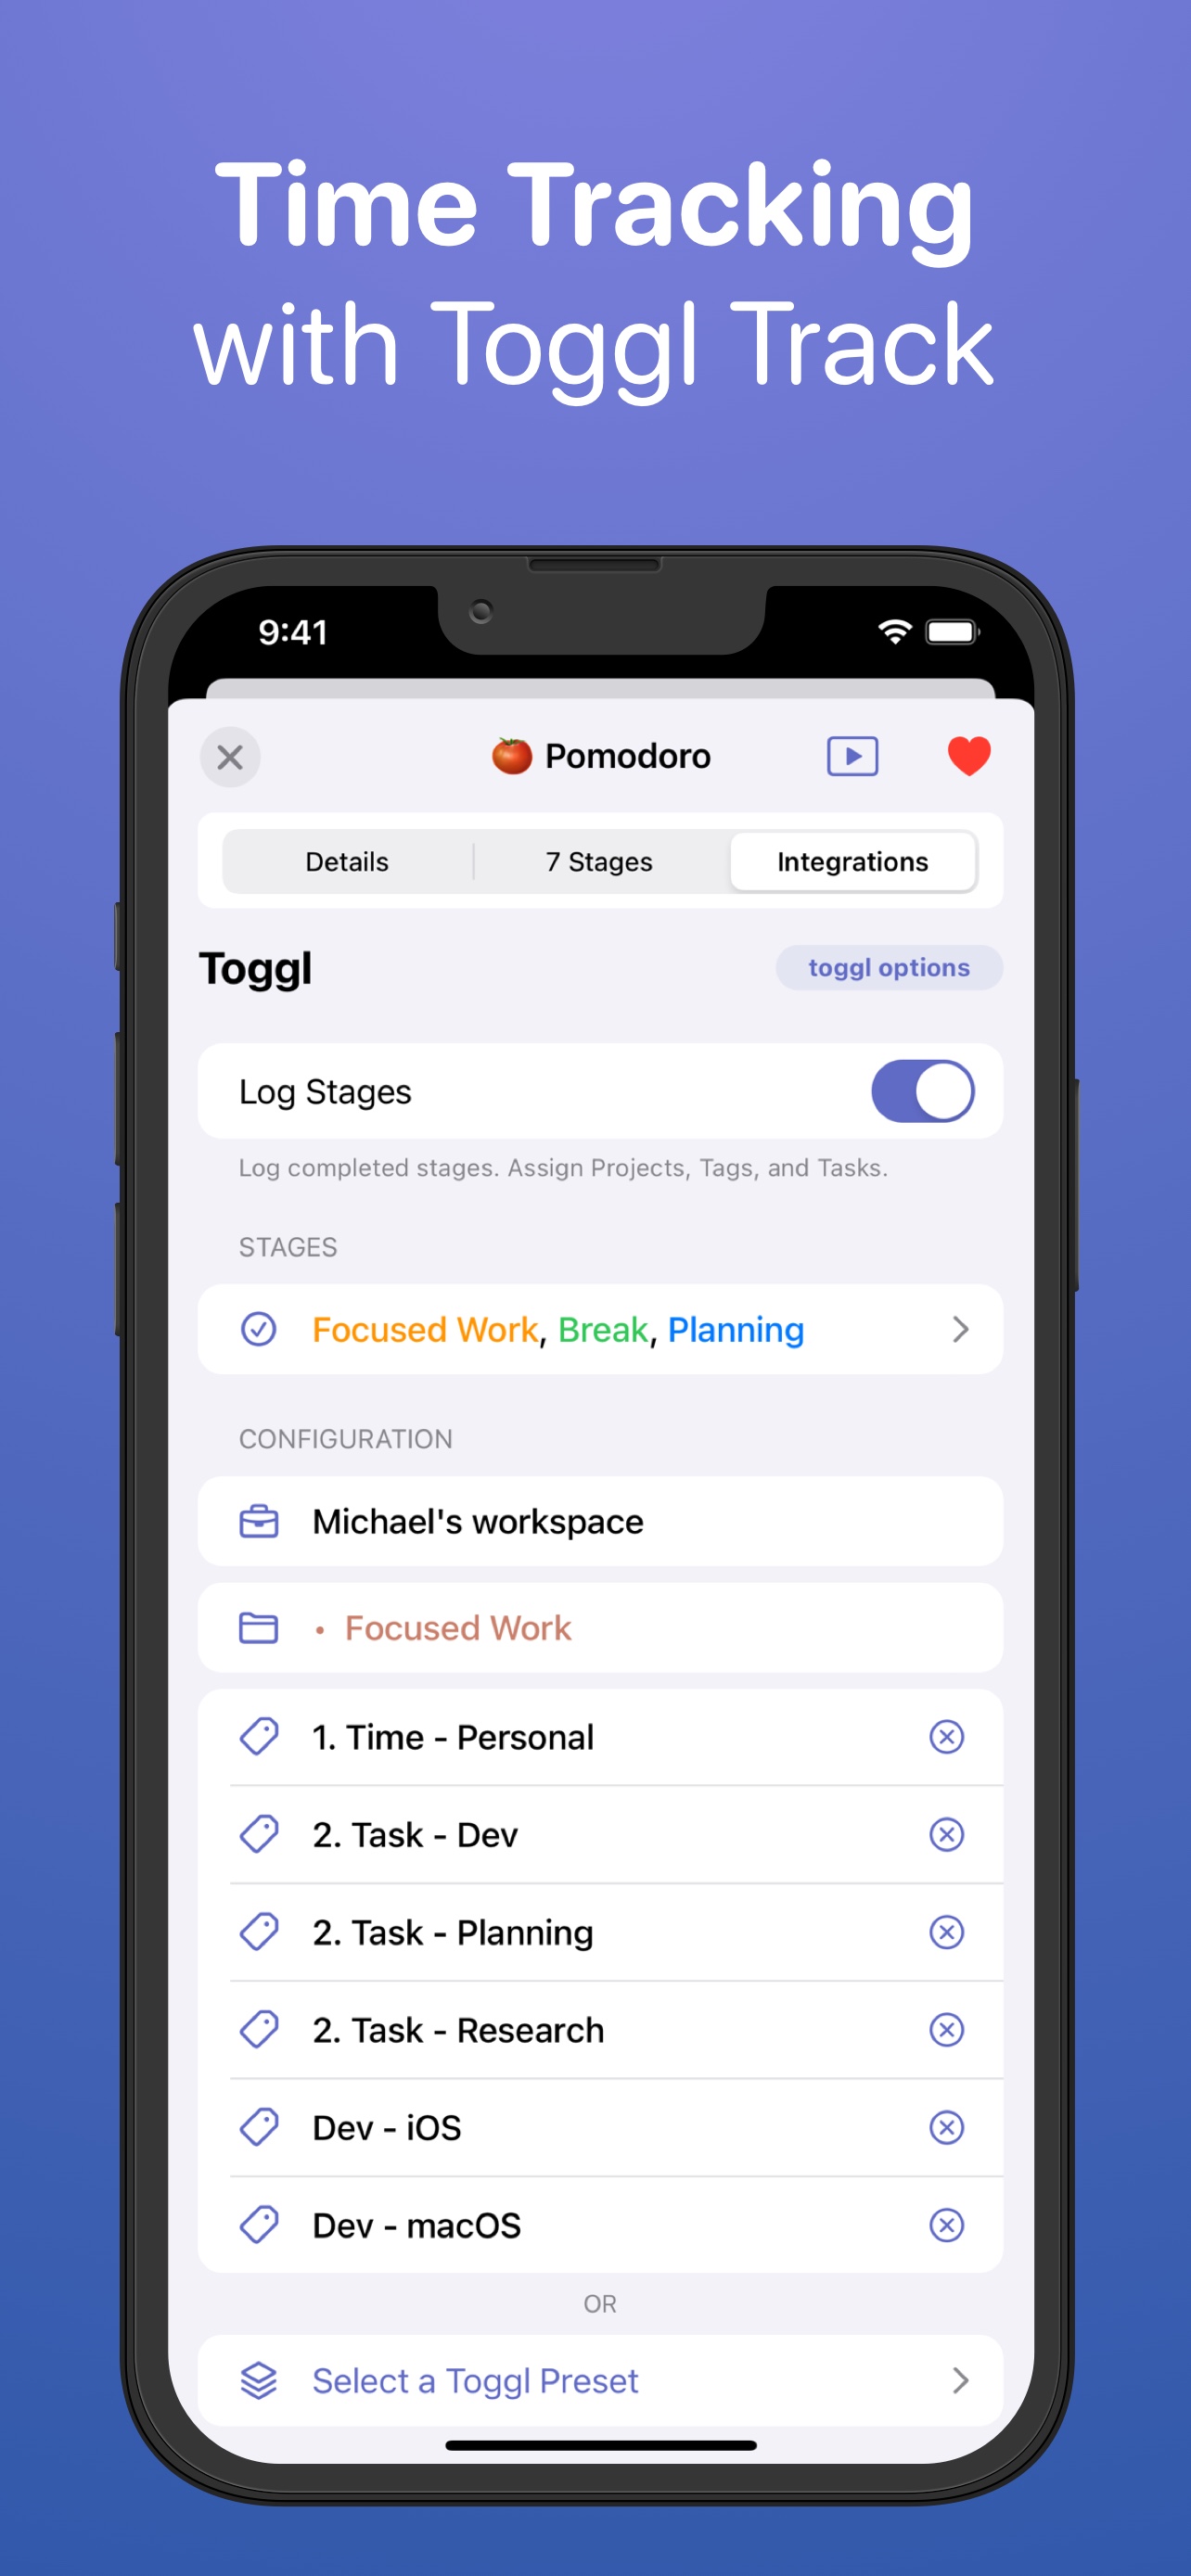 Time Tracking
with Toggl Track
9:41
🍅 Pomodoro
Details
7 Stages
Integrations
Toggl
toggl options
Log Stages
Log completed stages. Assign Projects, Tags, and Tasks.
STAGES
Focused Work, Break, Planning
CONFIGURATION
Michael's workspace
• Focused Work
1. Time - Personal
2. Task - Dev
2. Task - Planning
2. Task - Research
Dev - iOS
Dev - macOS
OR
Select a Toggl Preset